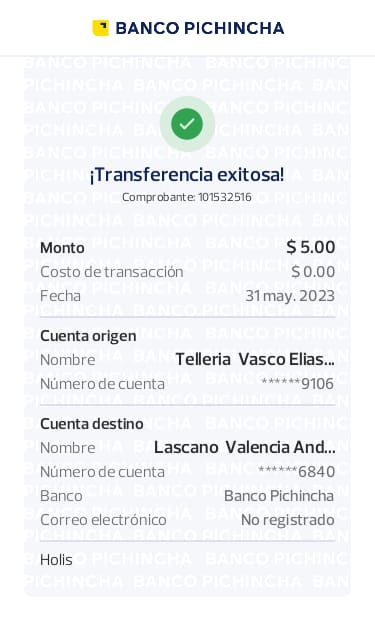 BANCO PICHINCHA
¡Transferencia exitosa!
Comprobante: 101532516
Monto $ 5.00
Costo de transacción $ 0.00
Fecha 31 may. 2023
Cuenta origen
Nombre Telleria Vasco Elias...
Número de cuenta ******9106
Cuenta destino
Nombre Lascano Valencia And...
Número de cuenta ******6840
Banco Banco Pichincha
Correo electrónico No registrado
Holis